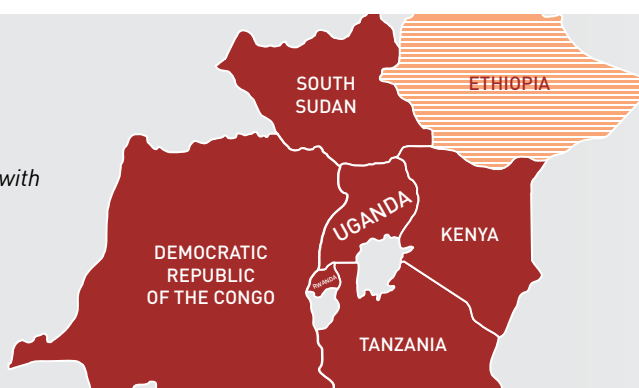 SOUTH
SUDAN
ETHIOPIA
with
UGANDA
KENYA
DEMOCRATIC
REPUBLIC
OF THE CONGO
RWANDA
TANZANIA